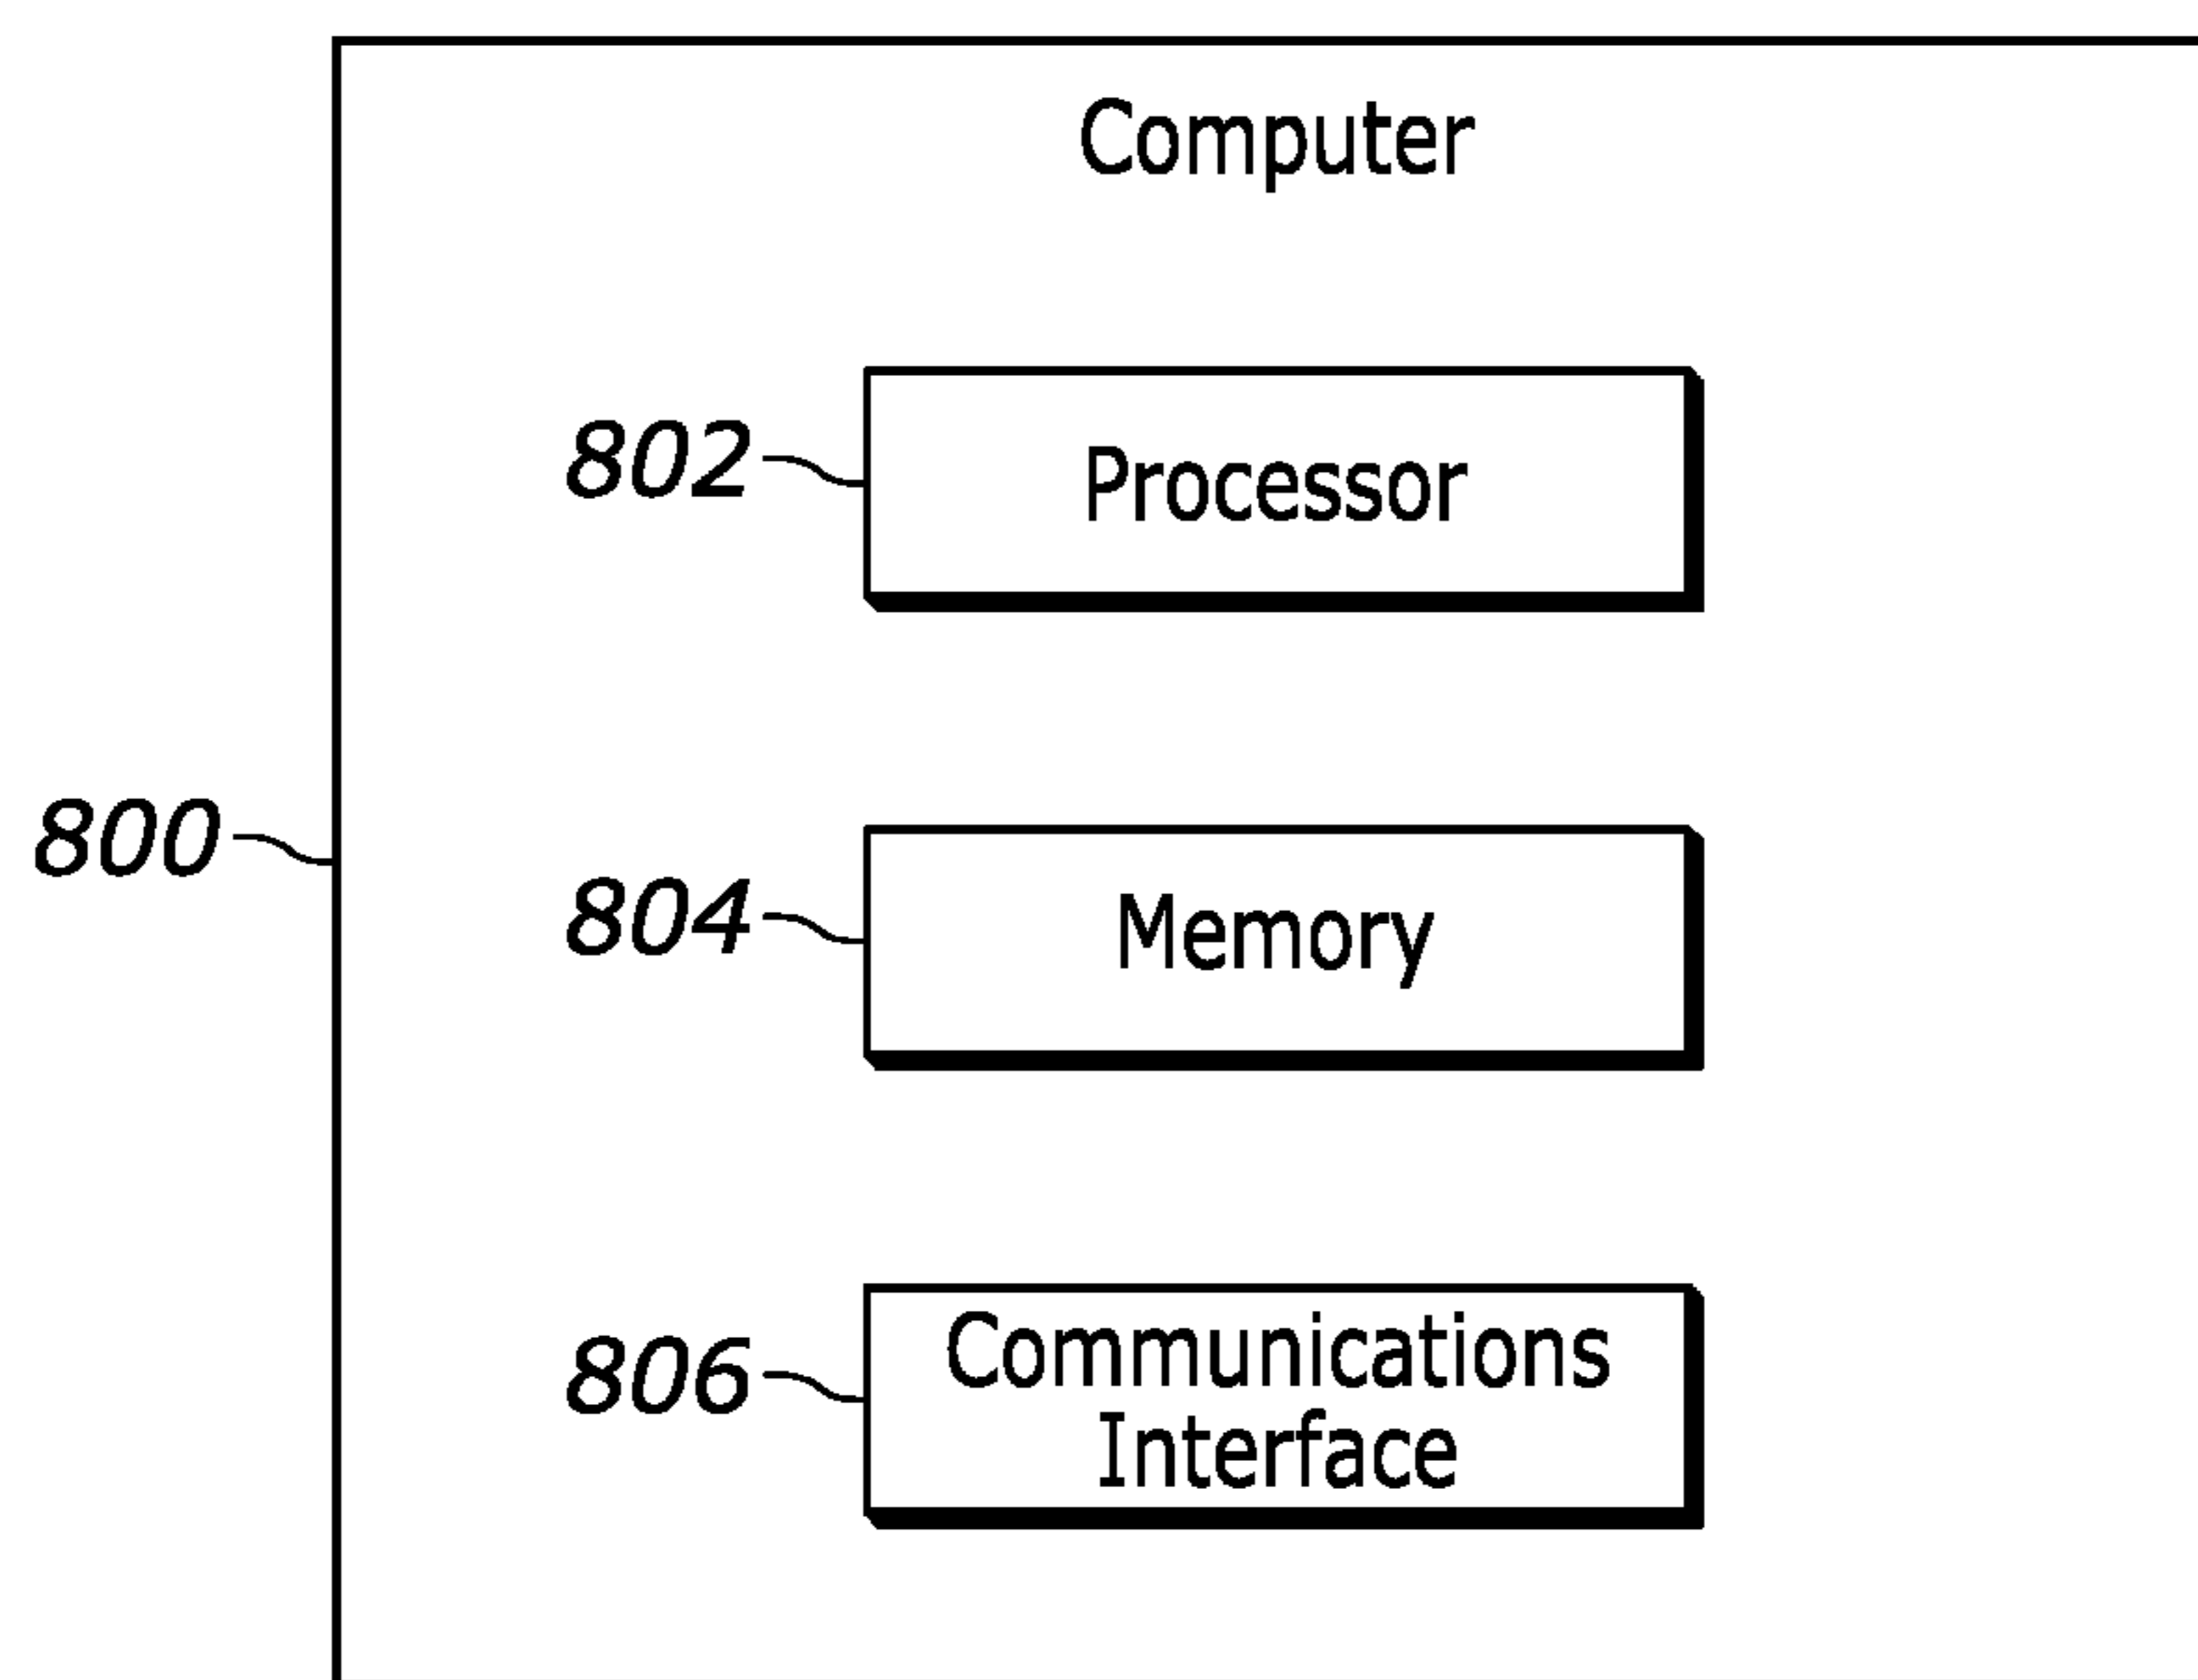 Computer
802
Processor
800
804
Memory
806
Communications
Interface